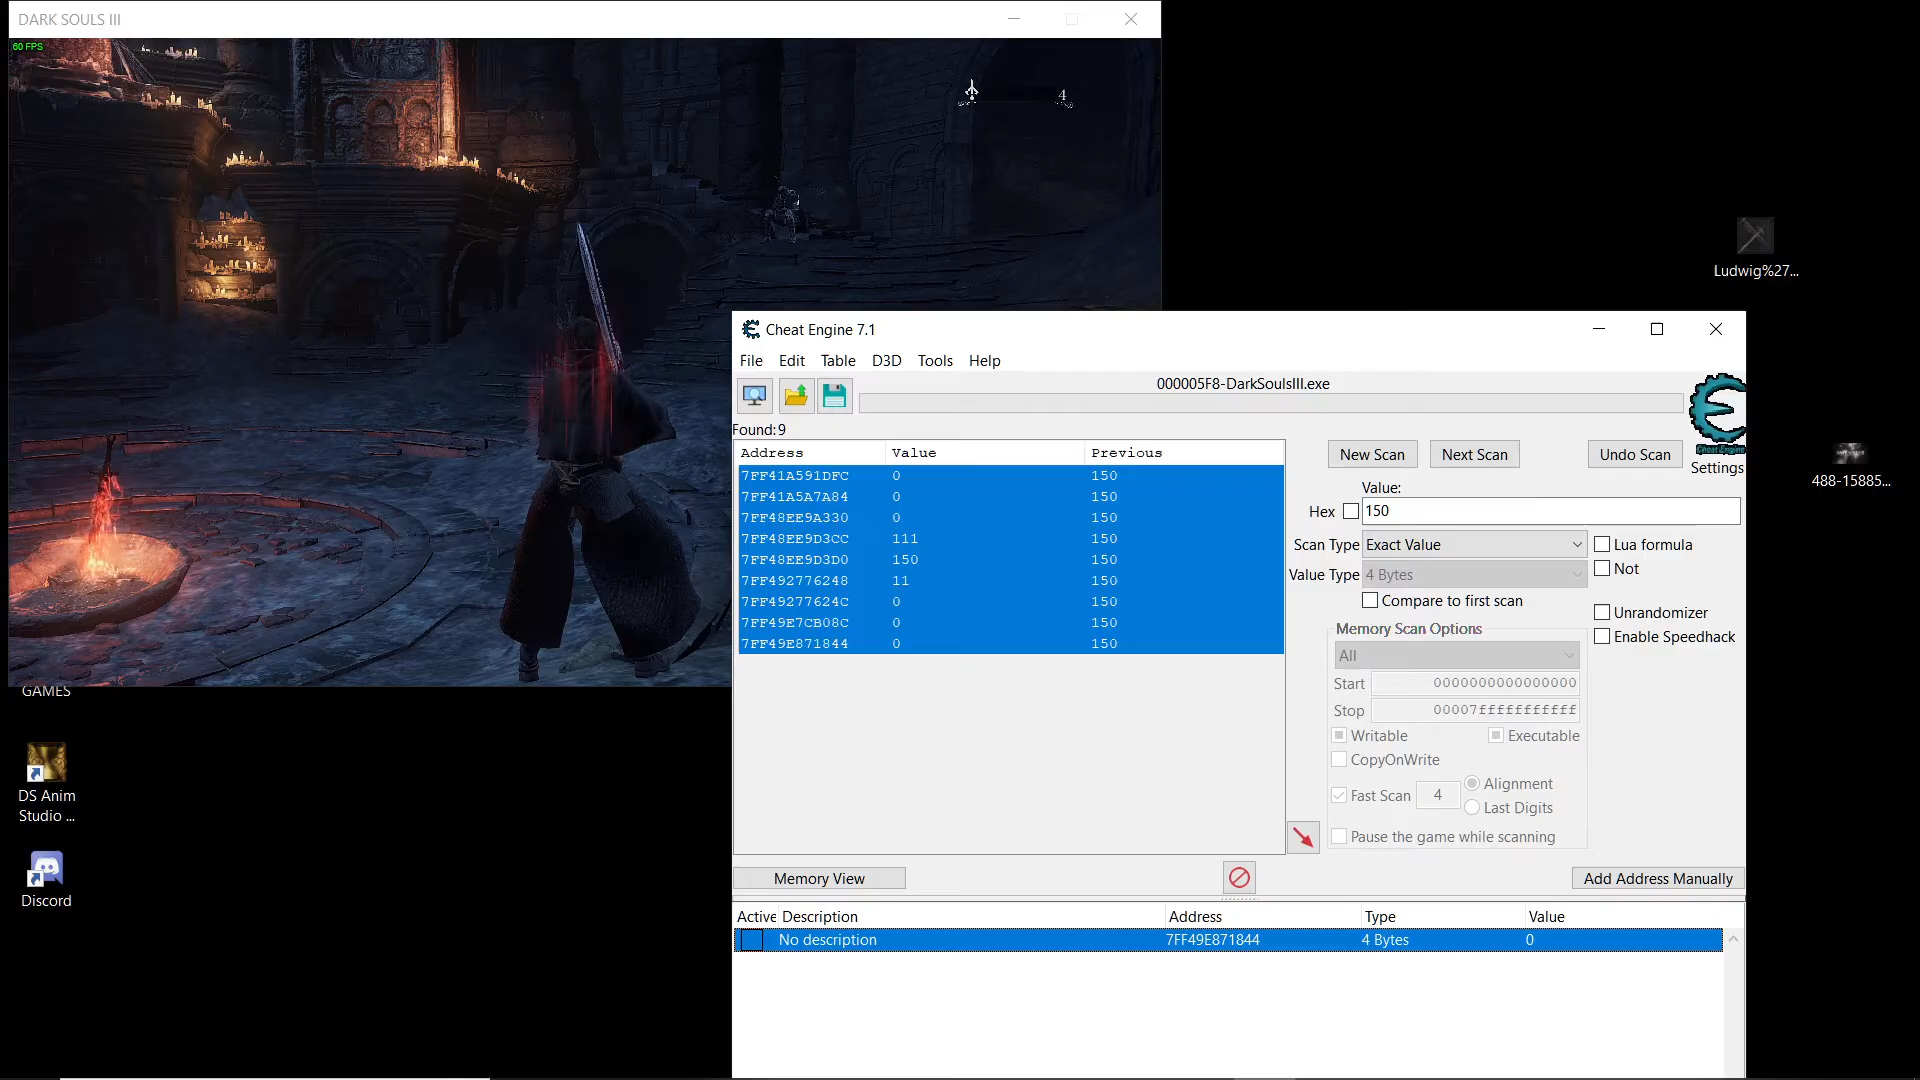 DARK SOULS III
60 FPS
4
Ludwig%27...
488-15885...
GAMES
DS Anim
Studio ...
Discord
Cheat Engine 7.1
File Edit Table D3D Tools Help
000005F8-DarkSoulsIII.exe
Cheat Engine
Settings
Found:9
Address Value Previous
7FF41A591DFC 0 150
7FF41A5A7A84 0 150
7FF48EE9A330 0 150
7FF48EE9D3CC 111 150
7FF48EE9D3D0 150 150
7FF492776248 11 150
7FF49277624C 0 150
7FF49E7CB08C 0 150
7FF49E871844 0 150
New Scan Next Scan Undo Scan
Value:
Hex 150
Scan Type Exact Value Lua formula
Value Type 4 Bytes Not
Compare to first scan
Unrandomizer
Enable Speedhack
Memory Scan Options
All
Start 0000000000000000
Stop 00007fffffffffff
Writable Executable
CopyOnWrite
Fast Scan 4 Alignment
Last Digits
Pause the game while scanning
Memory View Add Address Manually
Active Description Address Type Value
No description 7FF49E871844 4 Bytes 0